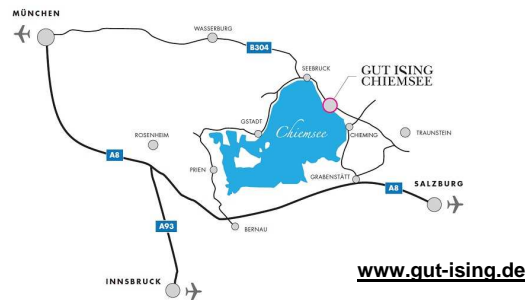 MÜNCHEN
WASSERBURG
B304
SEEBRUCK
GUT ISING
CHIEMSEE
GSTADT
Chiemsee
CHIEMING
TRAUNSTEIN
ROSENHEIM
A8
PRIEN
GRABENSTÄTT
A8
SALZBURG
A93
BERNAU
INNSBRUCK
www.gut-ising.de